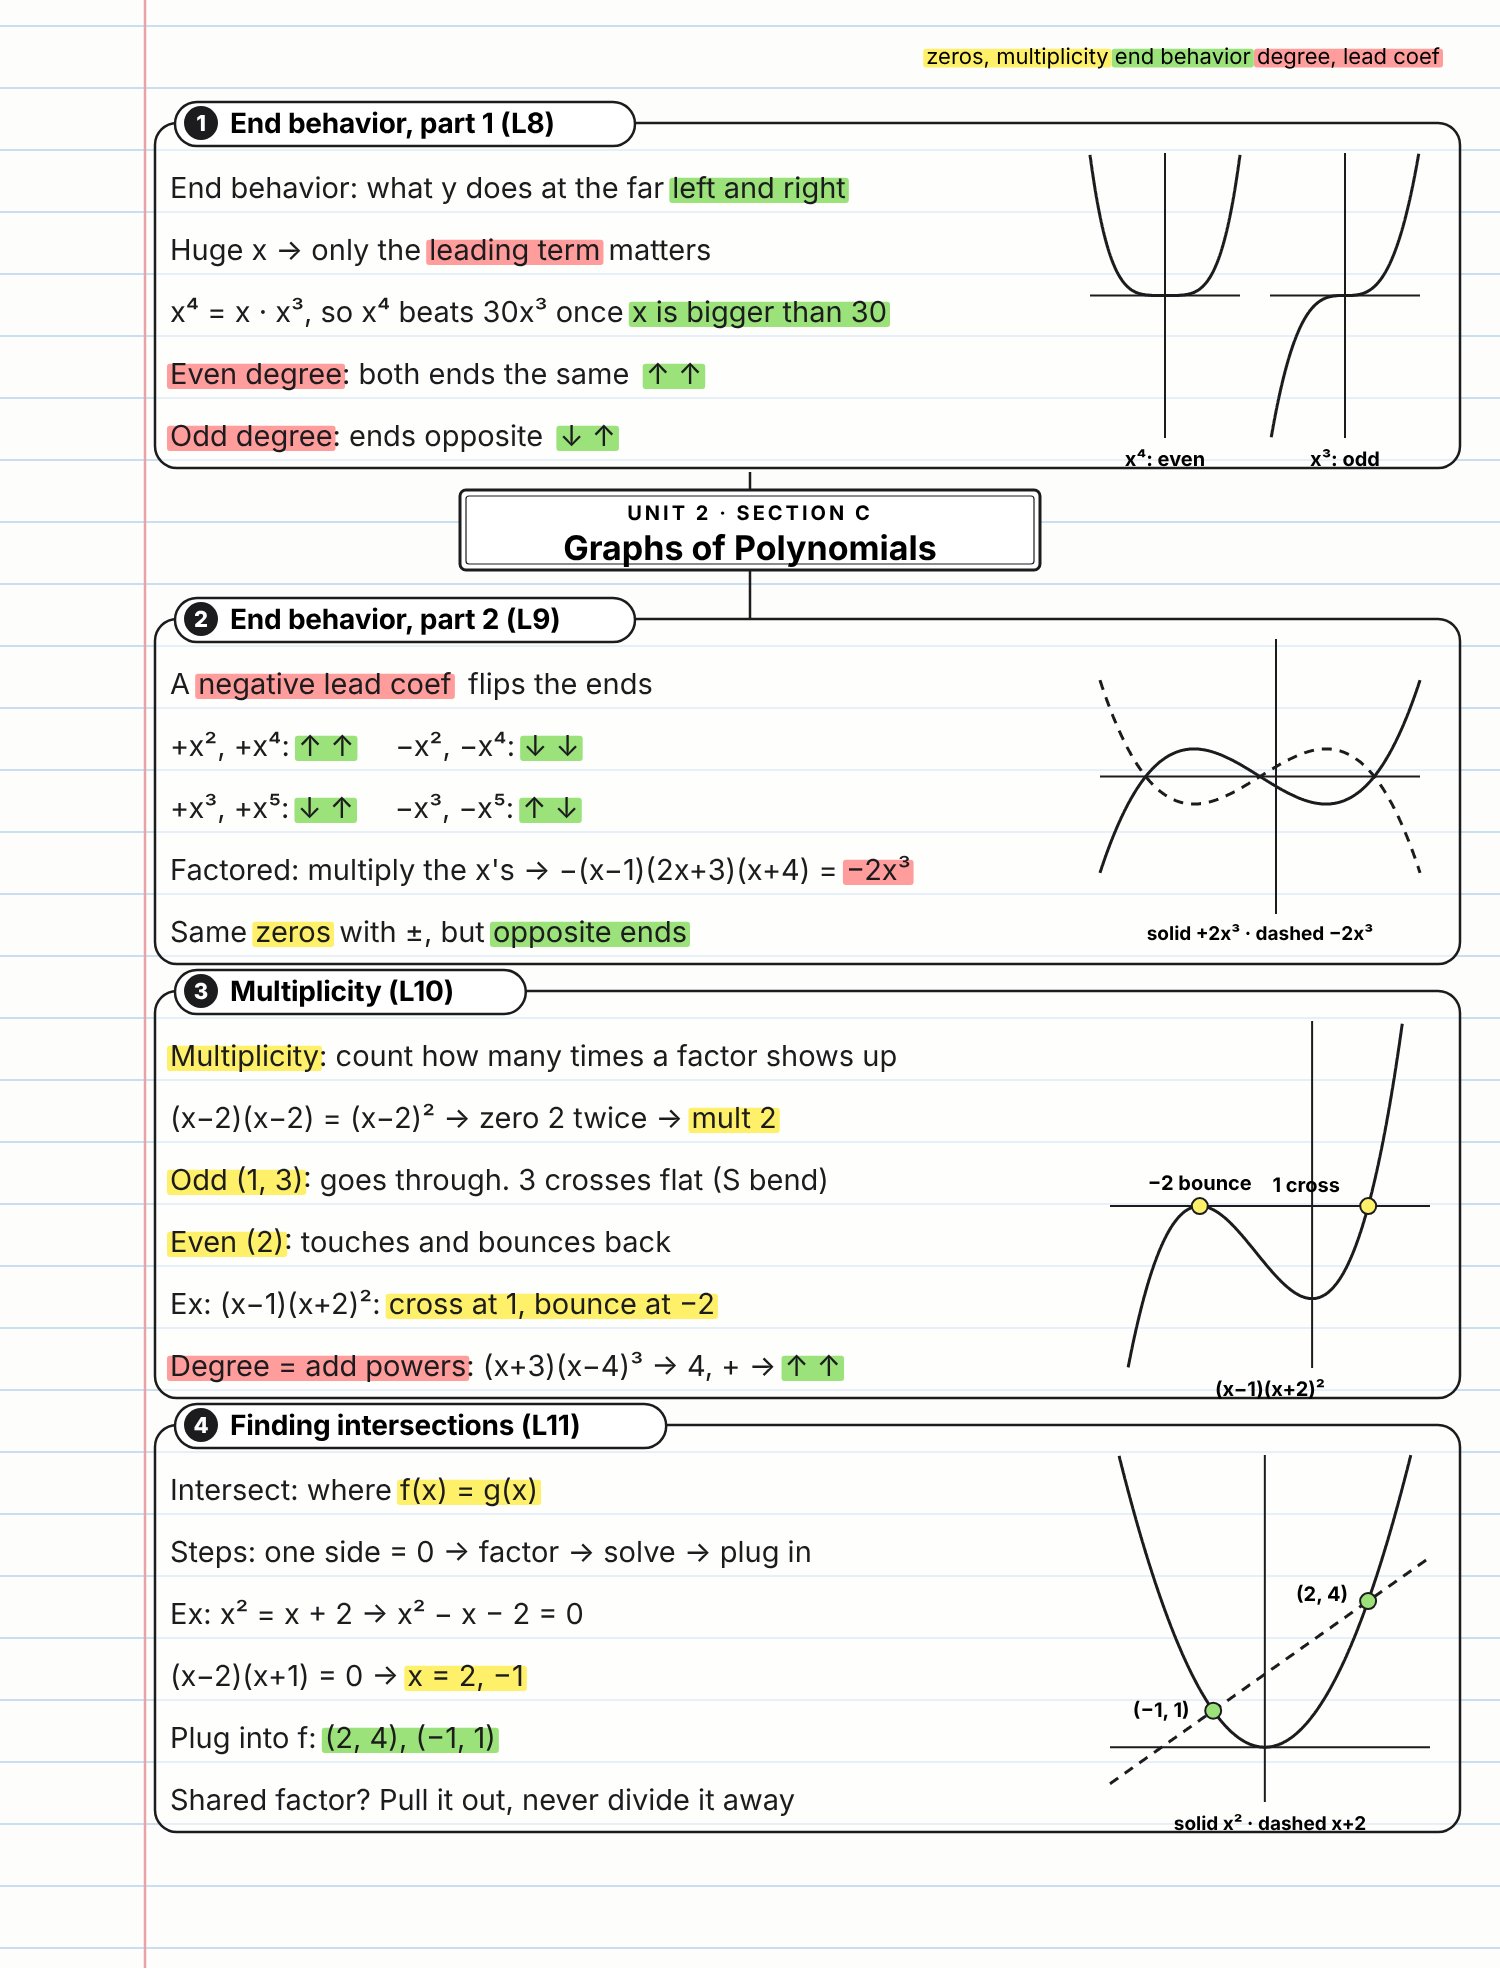 zeros, multiplicity end behavior degree, lead coef
1 End behavior, part 1 (L8)
End behavior: what y does at the far left and right
Huge x → only the leading term matters
x⁴ = x · x³, so x⁴ beats 30x³ once x is bigger than 30
Even degree: both ends the same ↑ ↑
Odd degree: ends opposite ↓ ↑
x⁴: even
x³: odd
UNIT 2 · SECTION C
Graphs of Polynomials
2 End behavior, part 2 (L9)
A negative lead coef flips the ends
+x², +x⁴: ↑ ↑ −x², −x⁴: ↓ ↓
+x³, +x⁵: ↓ ↑ −x³, −x⁵: ↑ ↓
Factored: multiply the x's → −(x−1)(2x+3)(x+4) = −2x³
Same zeros with ±, but opposite ends
solid +2x³ · dashed −2x³
3 Multiplicity (L10)
Multiplicity: count how many times a factor shows up
(x−2)(x−2) = (x−2)² → zero 2 twice → mult 2
Odd (1, 3): goes through. 3 crosses flat (S bend)
Even (2): touches and bounces back
Ex: (x−1)(x+2)²: cross at 1, bounce at −2
Degree = add powers: (x+3)(x−4)³ → 4, + → ↑ ↑
−2 bounce
1 cross
(x−1)(x+2)²
4 Finding intersections (L11)
Intersect: where f(x) = g(x)
Steps: one side = 0 → factor → solve → plug in
Ex: x² = x + 2 → x² − x − 2 = 0
(x−2)(x+1) = 0 → x = 2, −1
Plug into f: (2, 4), (−1, 1)
Shared factor? Pull it out, never divide it away
(2, 4)
(−1, 1)
solid x² · dashed x+2